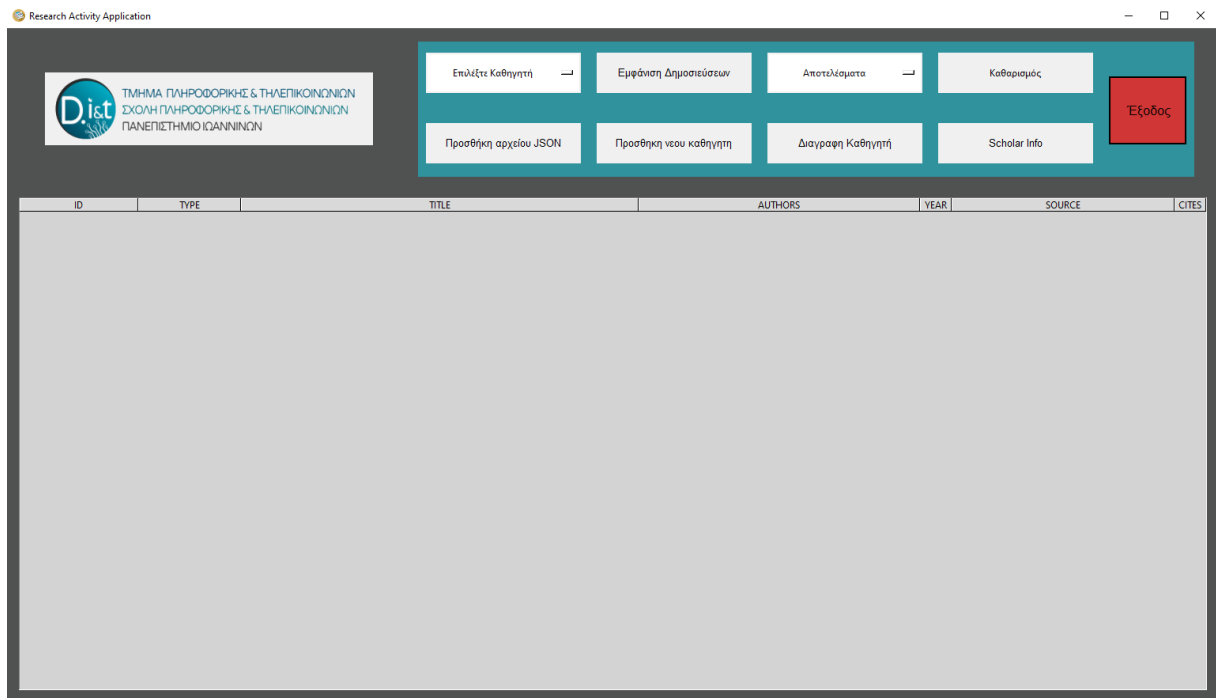 Research Activity Application
D.i&t
ΤΜΗΜΑ ΠΛΗΡΟΦΟΡΙΚΗΣ & ΤΗΛΕΠΙΚΟΙΝΩΝΙΩΝ
ΣΧΟΛΗ ΠΛΗΡΟΦΟΡΙΚΗΣ & ΤΗΛΕΠΙΚΟΙΝΩΝΙΩΝ
ΠΑΝΕΠΙΣΤΗΜΙΟ ΙΩΑΝΝΙΝΩΝ
Επιλέξτε Καθηγητή
Εμφάνιση Δημοσιεύσεων
Αποτελέσματα
Καθαρισμός
Προσθήκη αρχείου JSON
Προσθηκη νεου καθηγητη
Διαγραφη Καθηγητή
Scholar Info
Έξοδος
ID TYPE TITLE AUTHORS YEAR SOURCE CITES